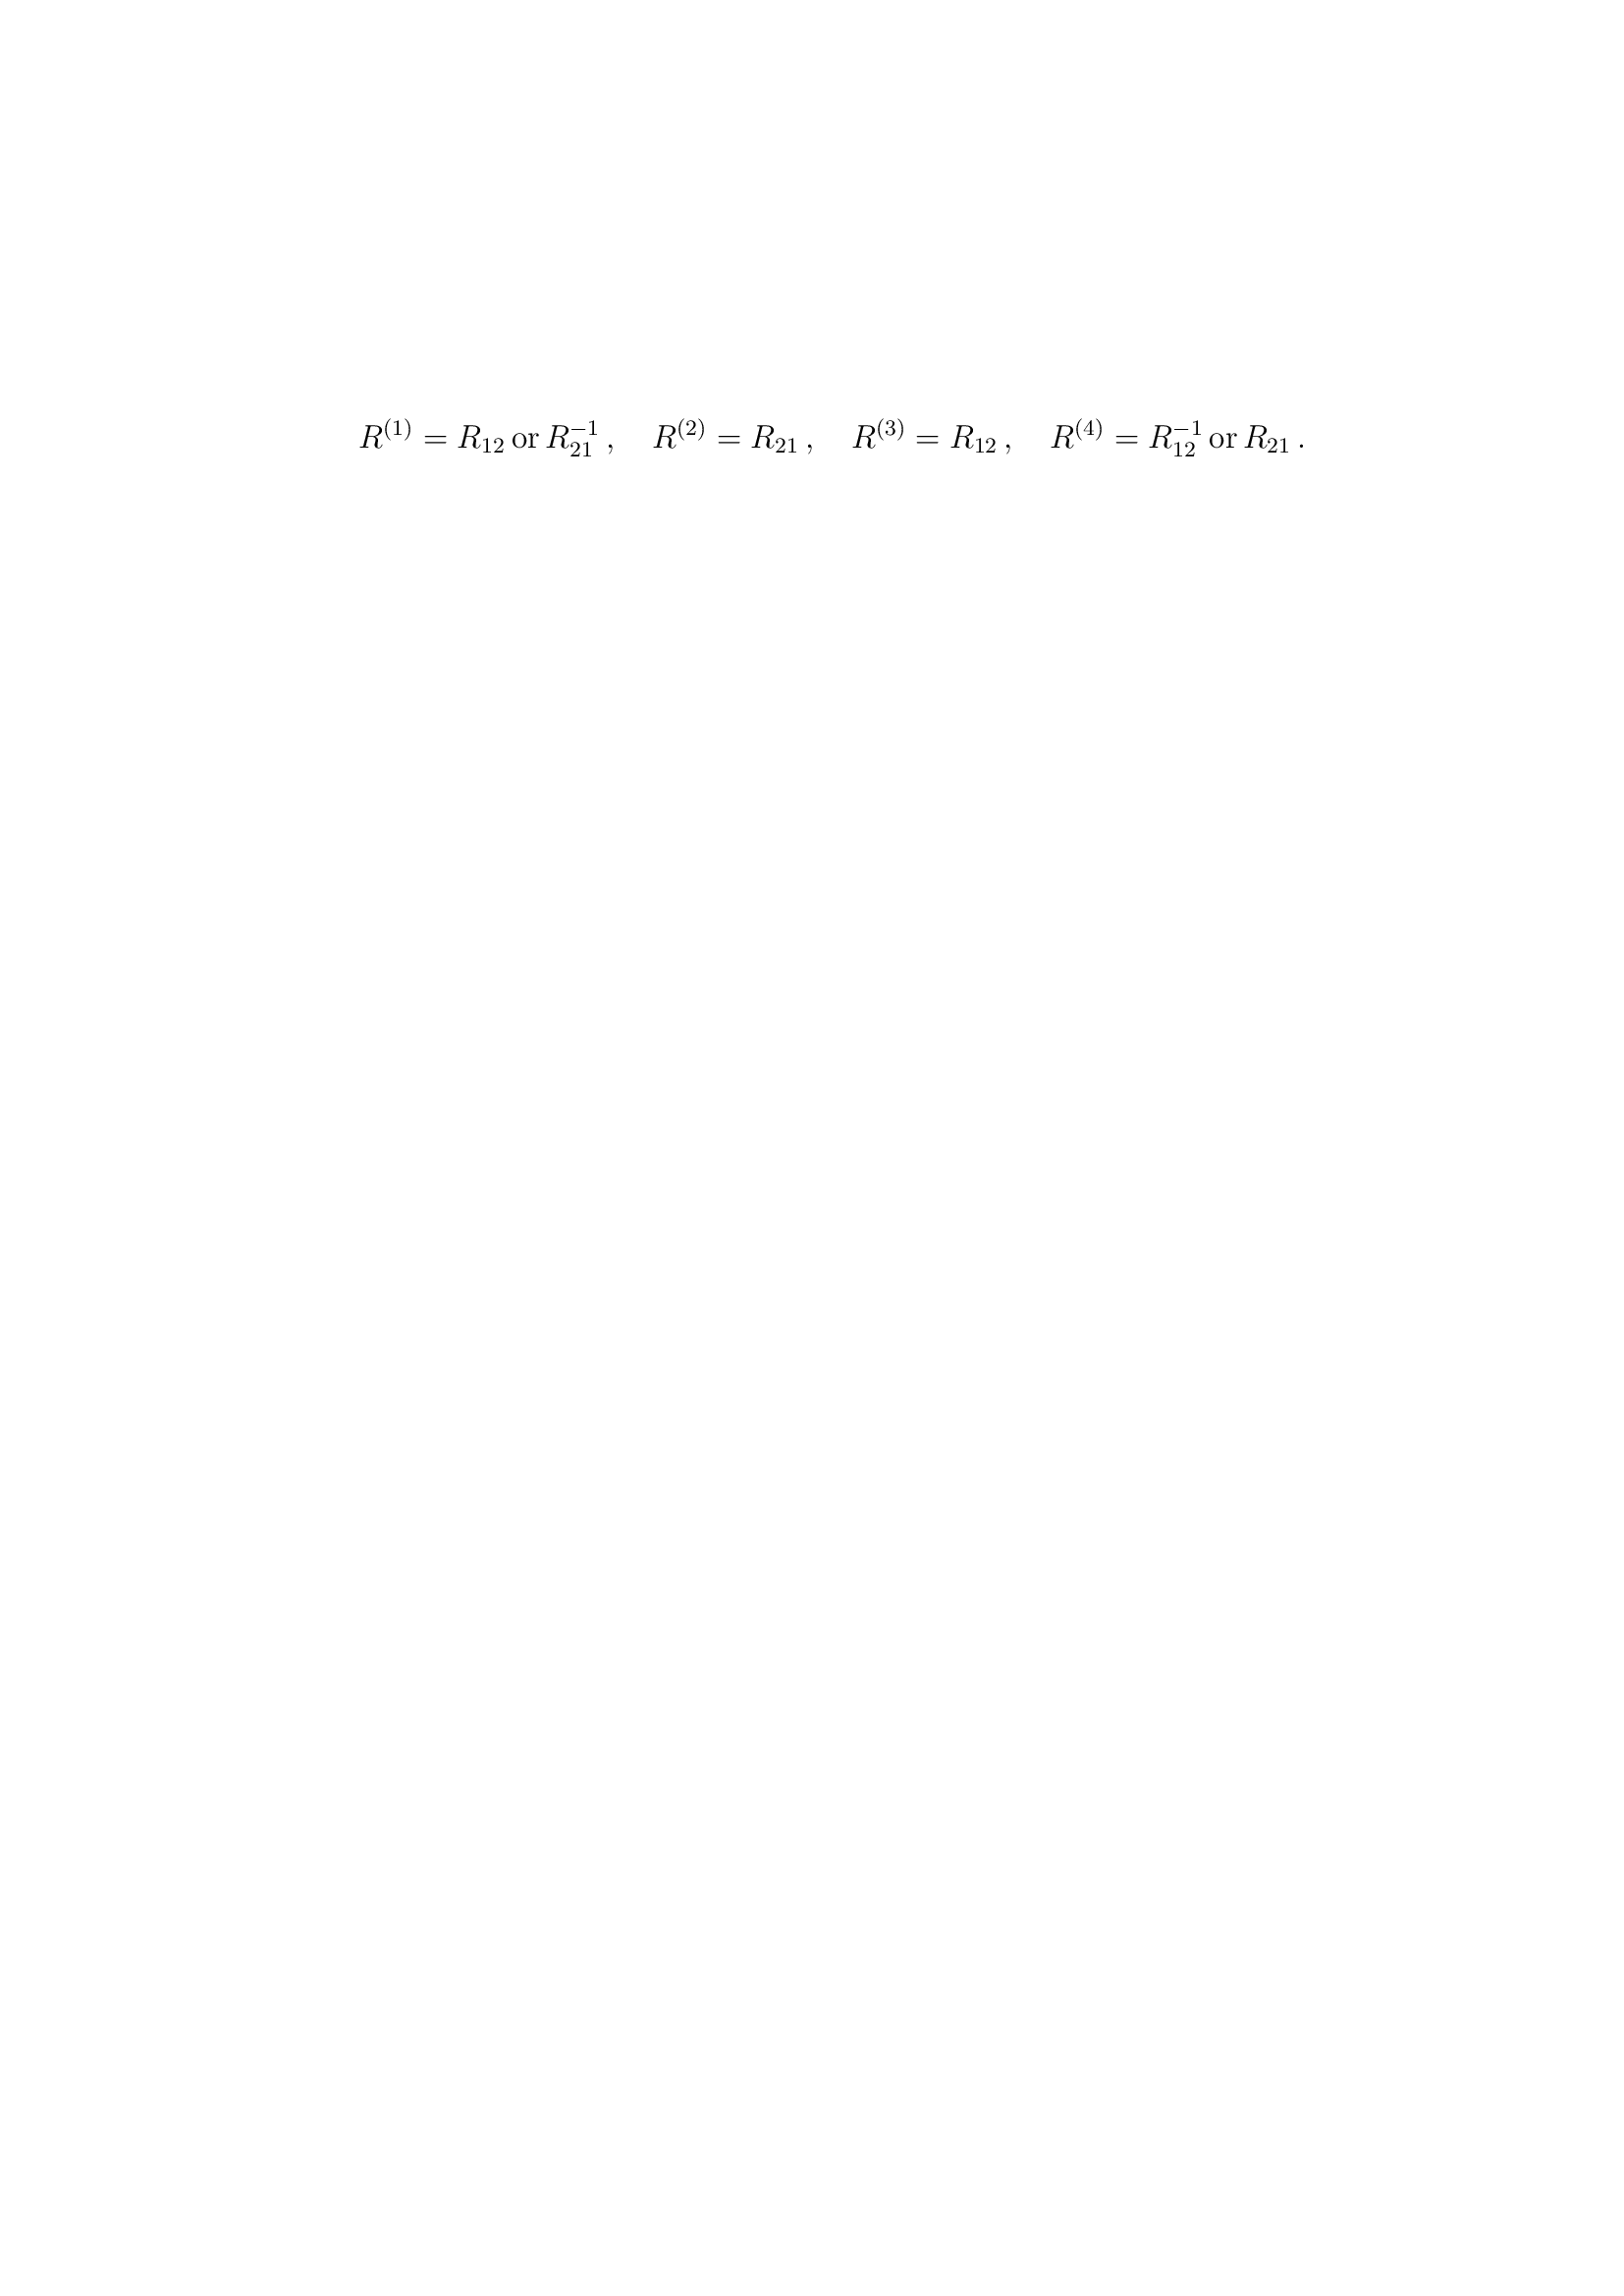 $R^{(1)} = R_{12} \,\text{or}\, R_{21}^{-1} \,, \quad R^{(2)} = R_{21} \,, \quad R^{(3)} = R_{12} \,, \quad R^{(4)} = R_{12}^{-1} \,\text{or}\, R_{21} \,.$